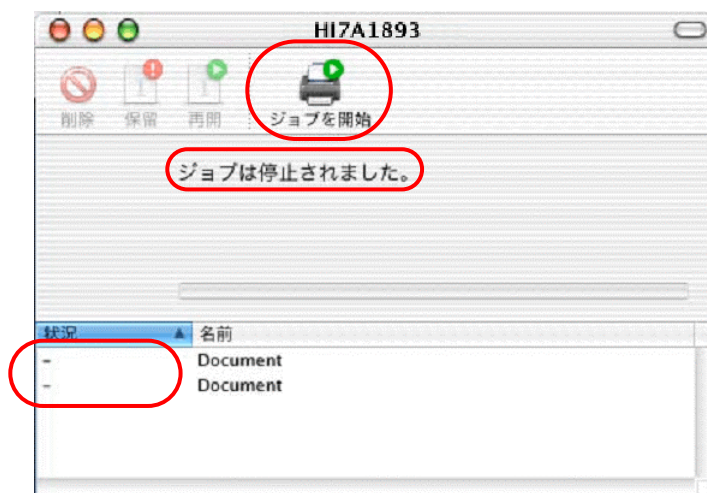 HI7A1893
削除 保留 再開 ジョブを開始
ジョブは停止されました。
状況 名前
- Document
- Document